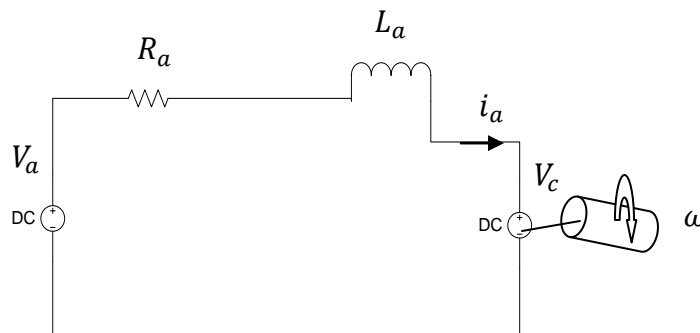 L_a
R_a
i_a
V_a
V_c
DC + −
DC + −
ω